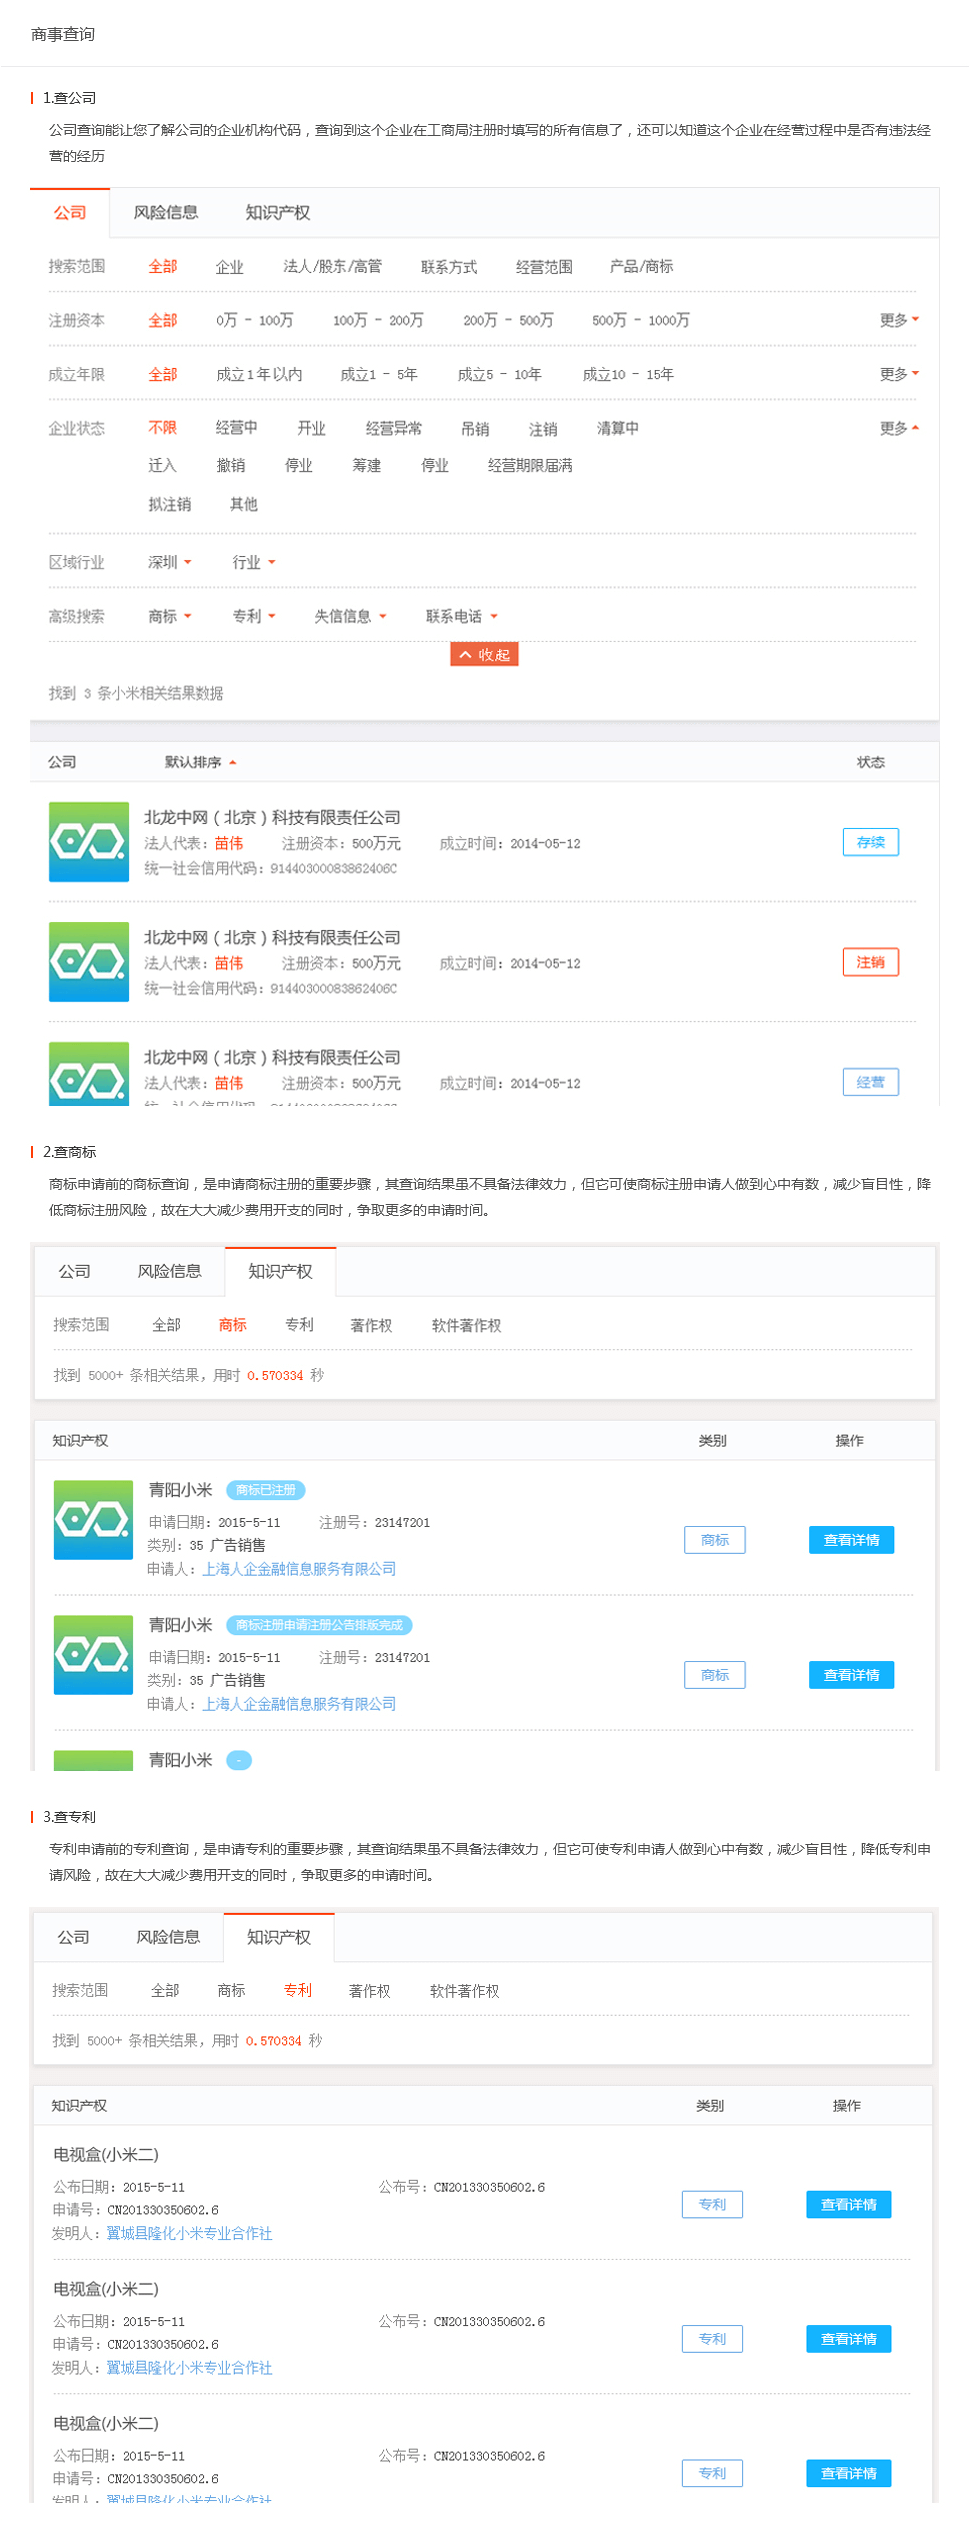 商事查询
1.查公司
公司查询能让您了解公司的企业机构代码，查询到这个企业在工商局注册时填写的所有信息了，还可以知道这个企业在经营过程中是否有违法经
营的经历
公司 风险信息 知识产权
搜索范围 全部 企业 法人/股东/高管 联系方式 经营范围 产品/商标
注册资本 全部 0万 - 100万 100万 - 200万 200万 - 500万 500万 - 1000万 更多
成立年限 全部 成立1年以内 成立1 - 5年 成立5 - 10年 成立10 - 15年 更多
企业状态 不限 经营中 开业 经营异常 吊销 注销 清算中 更多
迁入 撤销 停业 筹建 停业 经营期限届满
拟注销 其他
区域行业 深圳 行业
高级搜索 商标 专利 失信信息 联系电话
收起
找到 3 条小米相关结果数据
公司 默认排序 状态
北龙中网（北京）科技有限责任公司
法人代表：苗伟 注册资本：500万元 成立时间：2014-05-12 存续
统一社会信用代码：91440300083862406C
北龙中网（北京）科技有限责任公司
法人代表：苗伟 注册资本：500万元 成立时间：2014-05-12 注销
统一社会信用代码：91440300083862406C
北龙中网（北京）科技有限责任公司
法人代表：苗伟 注册资本：500万元 成立时间：2014-05-12 经营
2.查商标
商标申请前的商标查询，是申请商标注册的重要步骤，其查询结果虽不具备法律效力，但它可使商标注册申请人做到心中有数，减少盲目性，降
低商标注册风险，故在大大减少费用开支的同时，争取更多的申请时间。
公司 风险信息 知识产权
搜索范围 全部 商标 专利 著作权 软件著作权
找到 5000+ 条相关结果，用时 0.570334 秒
知识产权 类别 操作
青阳小米 商标已注册
申请日期：2015-5-11 注册号：23147201
类别：35 广告销售 商标 查看详情
申请人：上海人企金融信息服务有限公司
青阳小米 商标注册申请注册公告排版完成
申请日期：2015-5-11 注册号：23147201
类别：35 广告销售 商标 查看详情
申请人：上海人企金融信息服务有限公司
青阳小米 -
3.查专利
专利申请前的专利查询，是申请专利的重要步骤，其查询结果虽不具备法律效力，但它可使专利申请人做到心中有数，减少盲目性，降低专利申
请风险，故在大大减少费用开支的同时，争取更多的申请时间。
公司 风险信息 知识产权
搜索范围 全部 商标 专利 著作权 软件著作权
找到 5000+ 条相关结果，用时 0.570334 秒
知识产权 类别 操作
电视盒(小米二)
公布日期：2015-5-11 公布号：CN201330350602.6
申请号：CN201330350602.6 专利 查看详情
发明人：翼城县隆化小米专业合作社
电视盒(小米二)
公布日期：2015-5-11 公布号：CN201330350602.6
申请号：CN201330350602.6 专利 查看详情
发明人：翼城县隆化小米专业合作社
电视盒(小米二)
公布日期：2015-5-11 公布号：CN201330350602.6
申请号：CN201330350602.6 专利 查看详情
发明人：翼城县隆化小米专业合作社